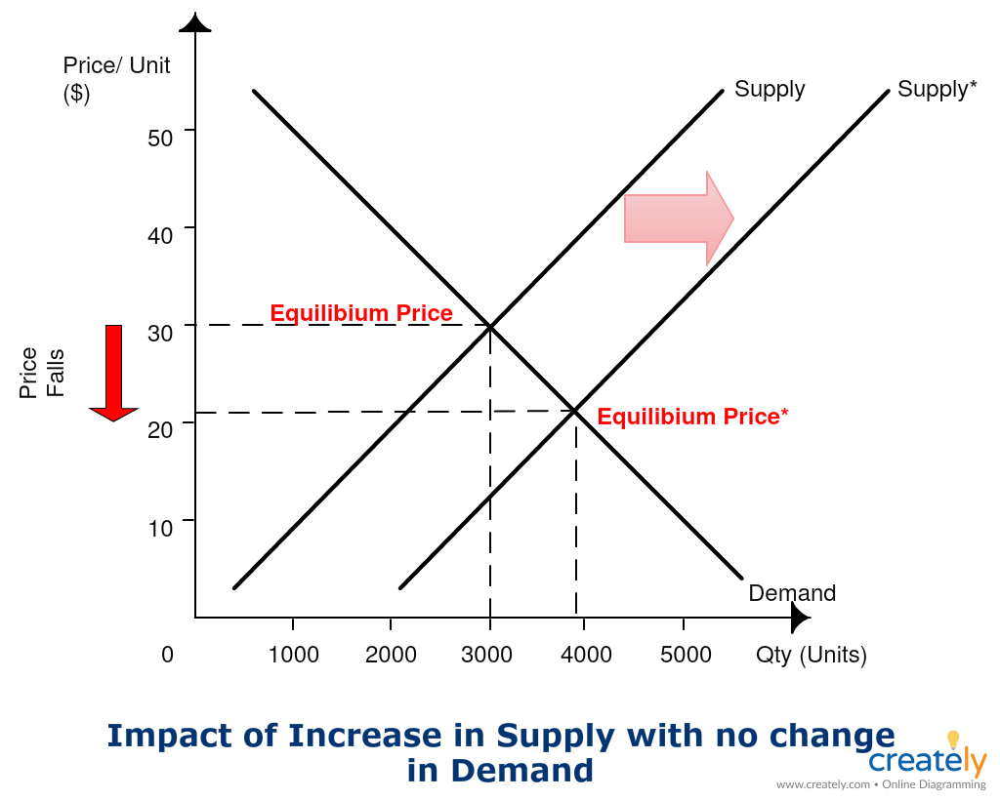 Price/ Unit
($)
Supply
Supply*
50
40
Equilibium Price
30
Price
Falls
Equilibium Price*
20
10
Demand
0
1000
2000
3000
4000
5000
Qty (Units)
Impact of Increase in Supply with no change
in Demand
creately
www.creately.com • Online Diagramming